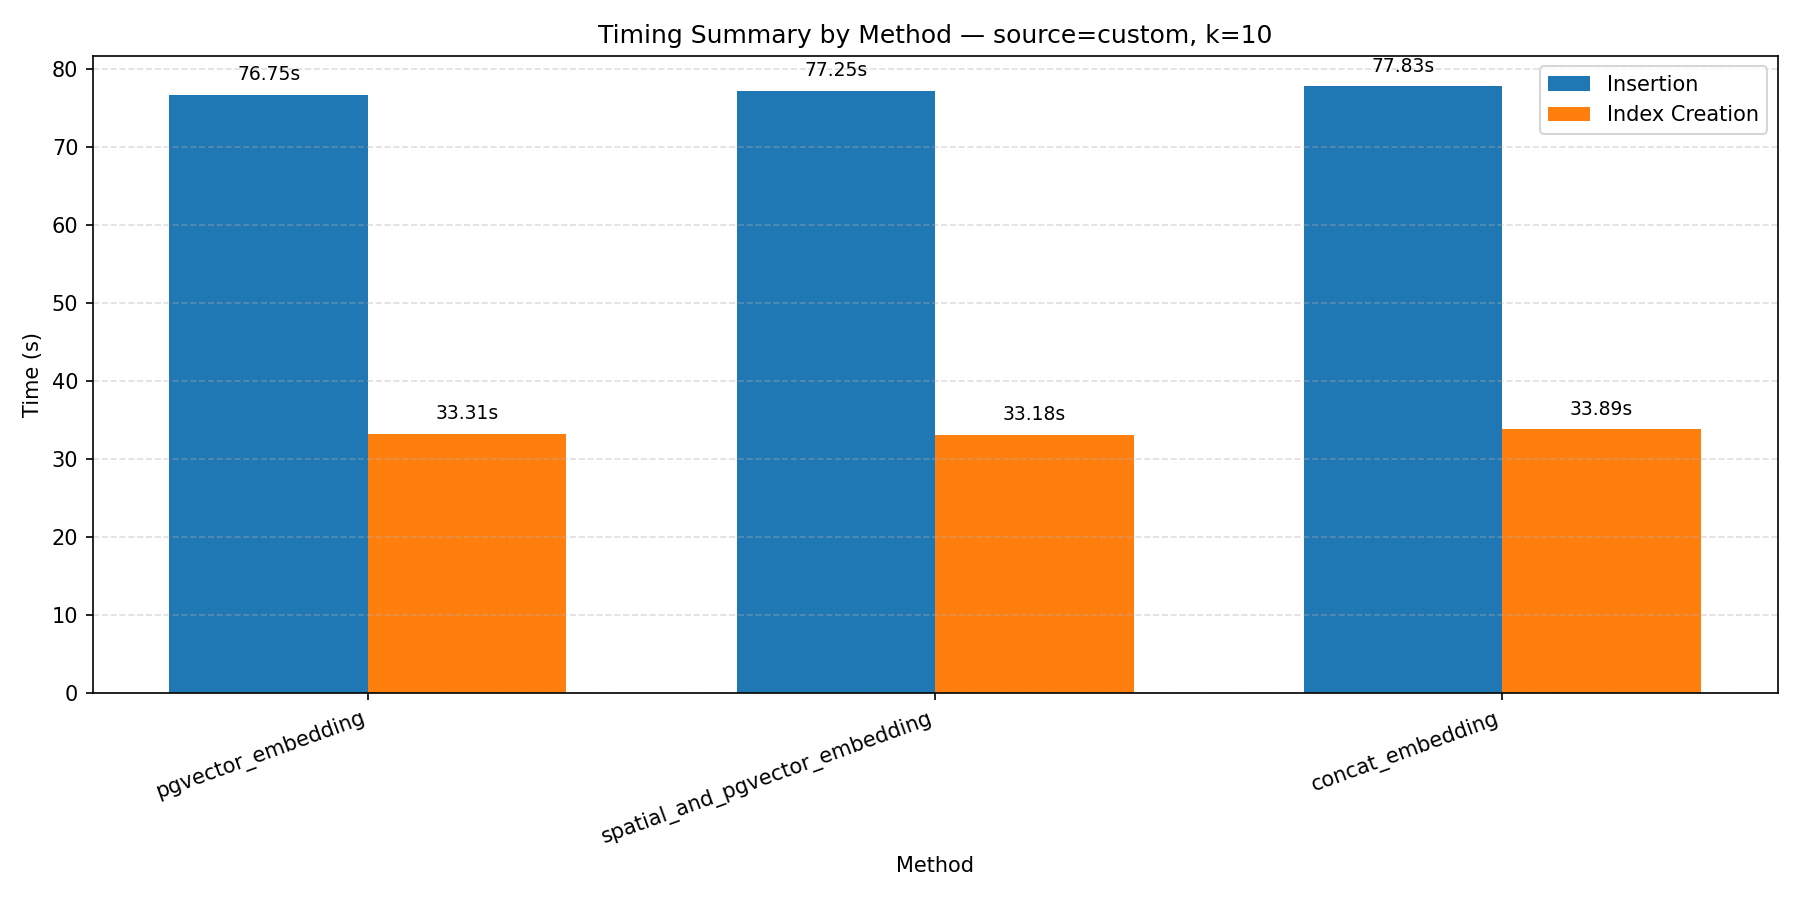 Timing Summary by Method — source=custom, k=10
Time (s)
80
70
60
50
40
30
20
10
0
76.75s
33.31s
77.25s
33.18s
77.83s
33.89s
Insertion
Index Creation
pgvector_embedding
spatial_and_pgvector_embedding
concat_embedding
Method